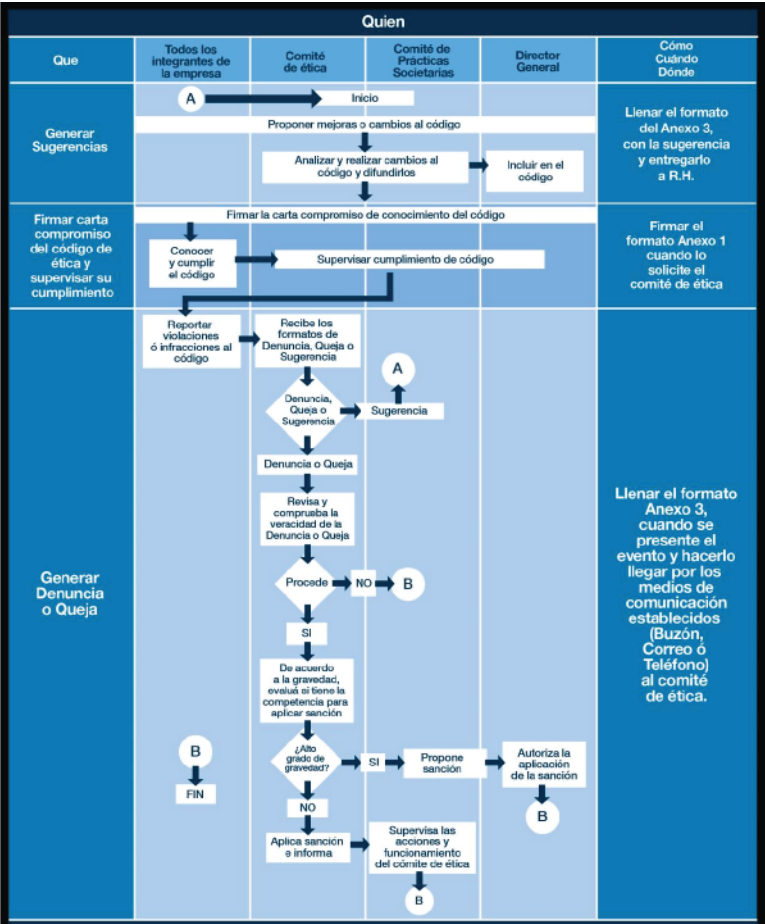 Quien
Que
Todos los
integrantes de
la empresa
Comité
de ética
Comité de
Prácticas
Societarias
Director
General
Cómo
Cuándo
Dónde
Generar
Sugerencias
A
Inicio
Proponer mejoras o cambios al código
Analizar y realizar cambios al
código y difundirlos
Incluir en el
código
Llenar el formato
del Anexo 3,
con la sugerencia
y entregarlo
a R.H.
Firmar carta
compromiso
del código de
ética y
supervisar su
cumplimiento
Firmar la carta compromiso de conocimiento del código
Conocer
y cumplir
el código
Supervisar cumplimiento de código
Firmar el
formato Anexo 1
cuando lo
solicite el
comité de ética
Generar
Denuncia
o Queja
Reportar
violaciones
ó infracciones al
código
Recibe los
formatos de
Denuncia, Queja o
Sugerencia
Denuncia,
Queja o
Sugerencia
Sugerencia
A
Denuncia o Queja
Revisa y
comprueba la
veracidad de la
Denuncia o Queja
Procede
NO
B
SI
De acuerdo
a la gravedad,
evaluá si tiene la
competencia para
aplicar sanción
¿Alto
grado de
gravedad?
SI
Propone
sanción
Autoriza la
aplicación
de la sanción
B
B
FIN
NO
Aplica sanción
e informa
Supervisa las
acciones y
funcionamiento
del cómite de ética
B
Llenar el formato
Anexo 3,
cuando se
presente el
evento y hacerlo
llegar por los
medios de
comunicación
establecidos
(Buzón,
Correo ó
Teléfono)
al comité
de ética.